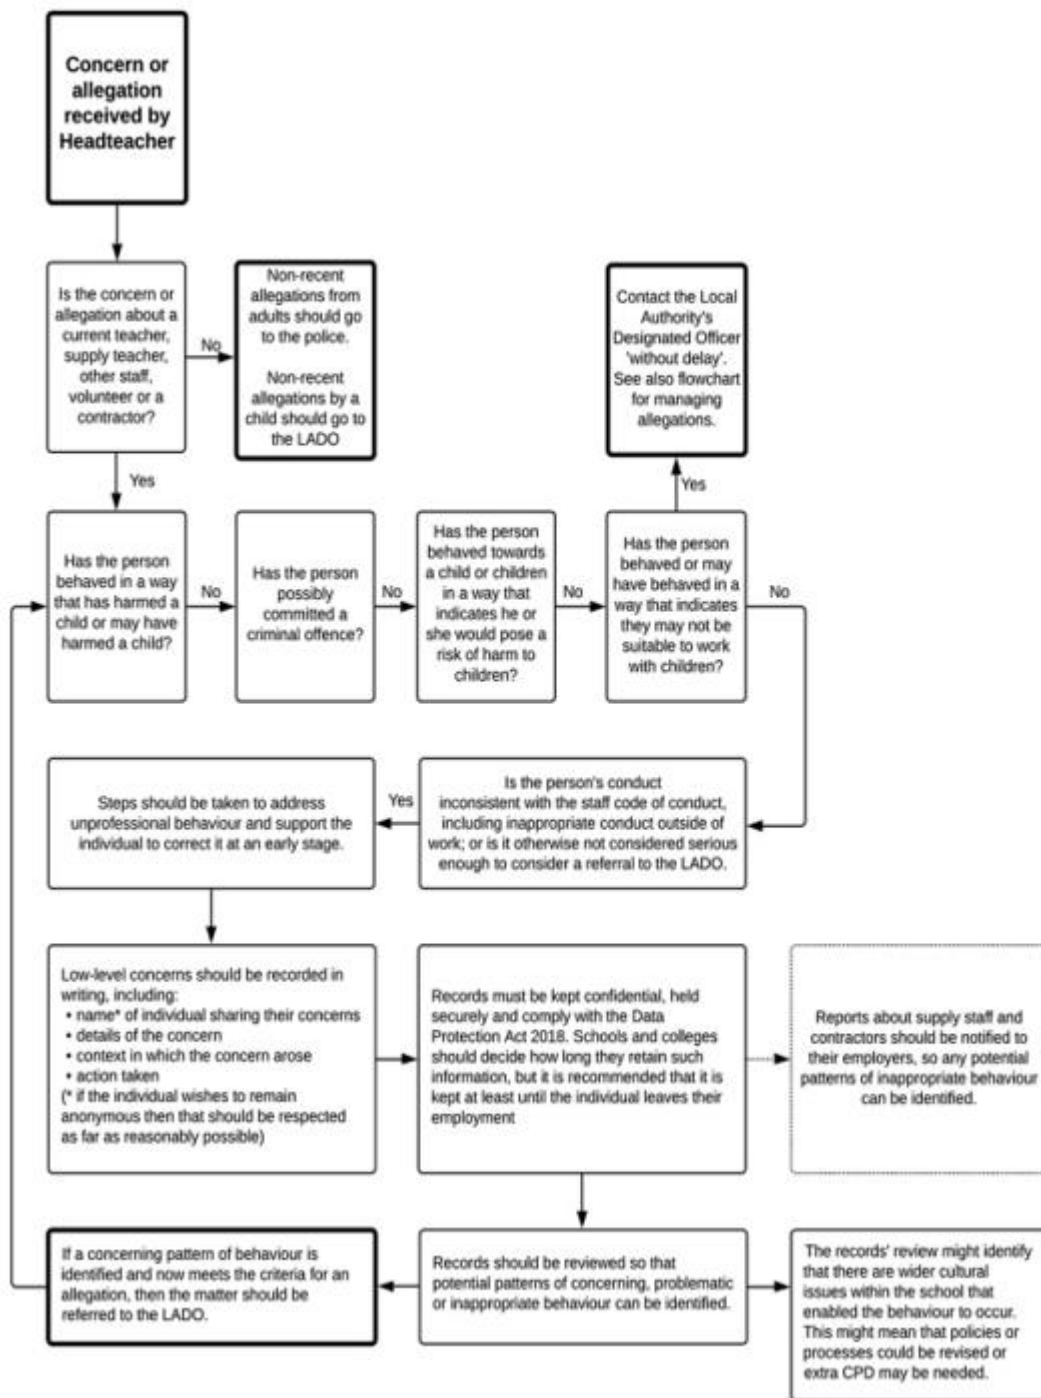 Concern or
allegation
received by
Headteacher
Is the concern or
allegation about a
current teacher,
supply teacher,
other staff,
volunteer or a
contractor?
No
Non-recent
allegations from
adults should go
to the police.
Non-recent
allegations by a
child should go to
the LADO
Contact the Local
Authority's
Designated Officer
'without delay'.
See also flowchart
for managing
allegations.
Yes
Yes
Has the person
behaved in a way
that has harmed a
child or may have
harmed a child?
No
Has the person
possibly
committed a
criminal offence?
No
Has the person
behaved towards
a child or children
in a way that
indicates he or
she would pose a
risk of harm to
children?
No
Has the person
behaved or may
have behaved in a
way that indicates
they may not be
suitable to work
with children?
No
Is the person's conduct
inconsistent with the staff code of conduct,
including inappropriate conduct outside of
work; or is it otherwise not considered serious
enough to consider a referral to the LADO.
Yes
Steps should be taken to address
unprofessional behaviour and support the
individual to correct it at an early stage.
Low-level concerns should be recorded in
writing, including:
• name* of individual sharing their concerns
• details of the concern
• context in which the concern arose
• action taken
(* if the individual wishes to remain
anonymous then that should be respected
as far as reasonably possible)
Records must be kept confidential, held
securely and comply with the Data
Protection Act 2018. Schools and colleges
should decide how long they retain such
information, but it is recommended that it is
kept at least until the individual leaves their
employment
Reports about supply staff and
contractors should be notified to
their employers, so any potential
patterns of inappropriate behaviour
can be identified.
If a concerning pattern of behaviour is
identified and now meets the criteria for an
allegation, then the matter should be
referred to the LADO.
Records should be reviewed so that
potential patterns of concerning, problematic
or inappropriate behaviour can be identified.
The records' review might identify
that there are wider cultural
issues within the school that
enabled the behaviour to occur.
This might mean that policies or
processes could be revised or
extra CPD may be needed.